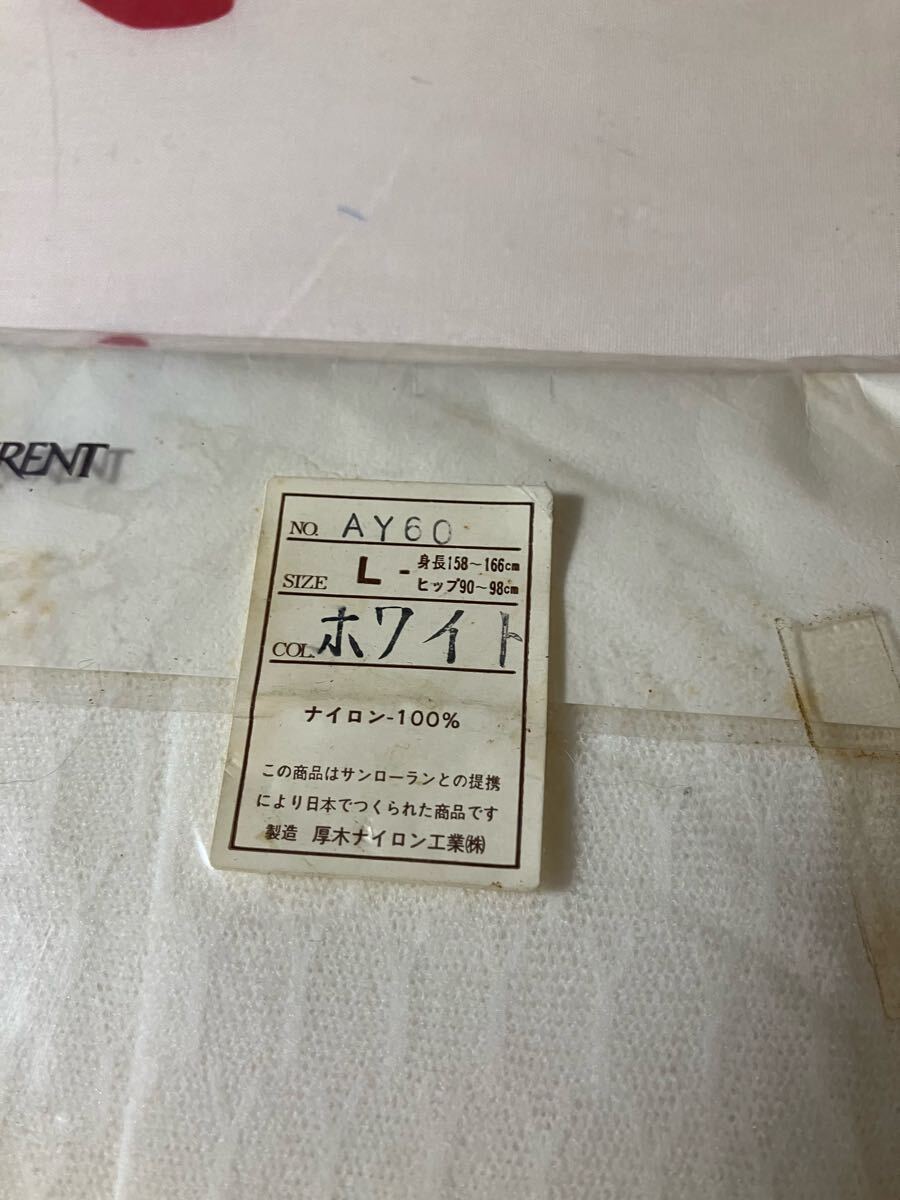 RENT
NO. AY60
SIZE L - 身長158～166cm
ヒップ90～98cm
COL. ホワイト
ナイロン-100%
この商品はサンローランとの提携
により日本でつくられた商品です
製造 厚木ナイロン工業㈱